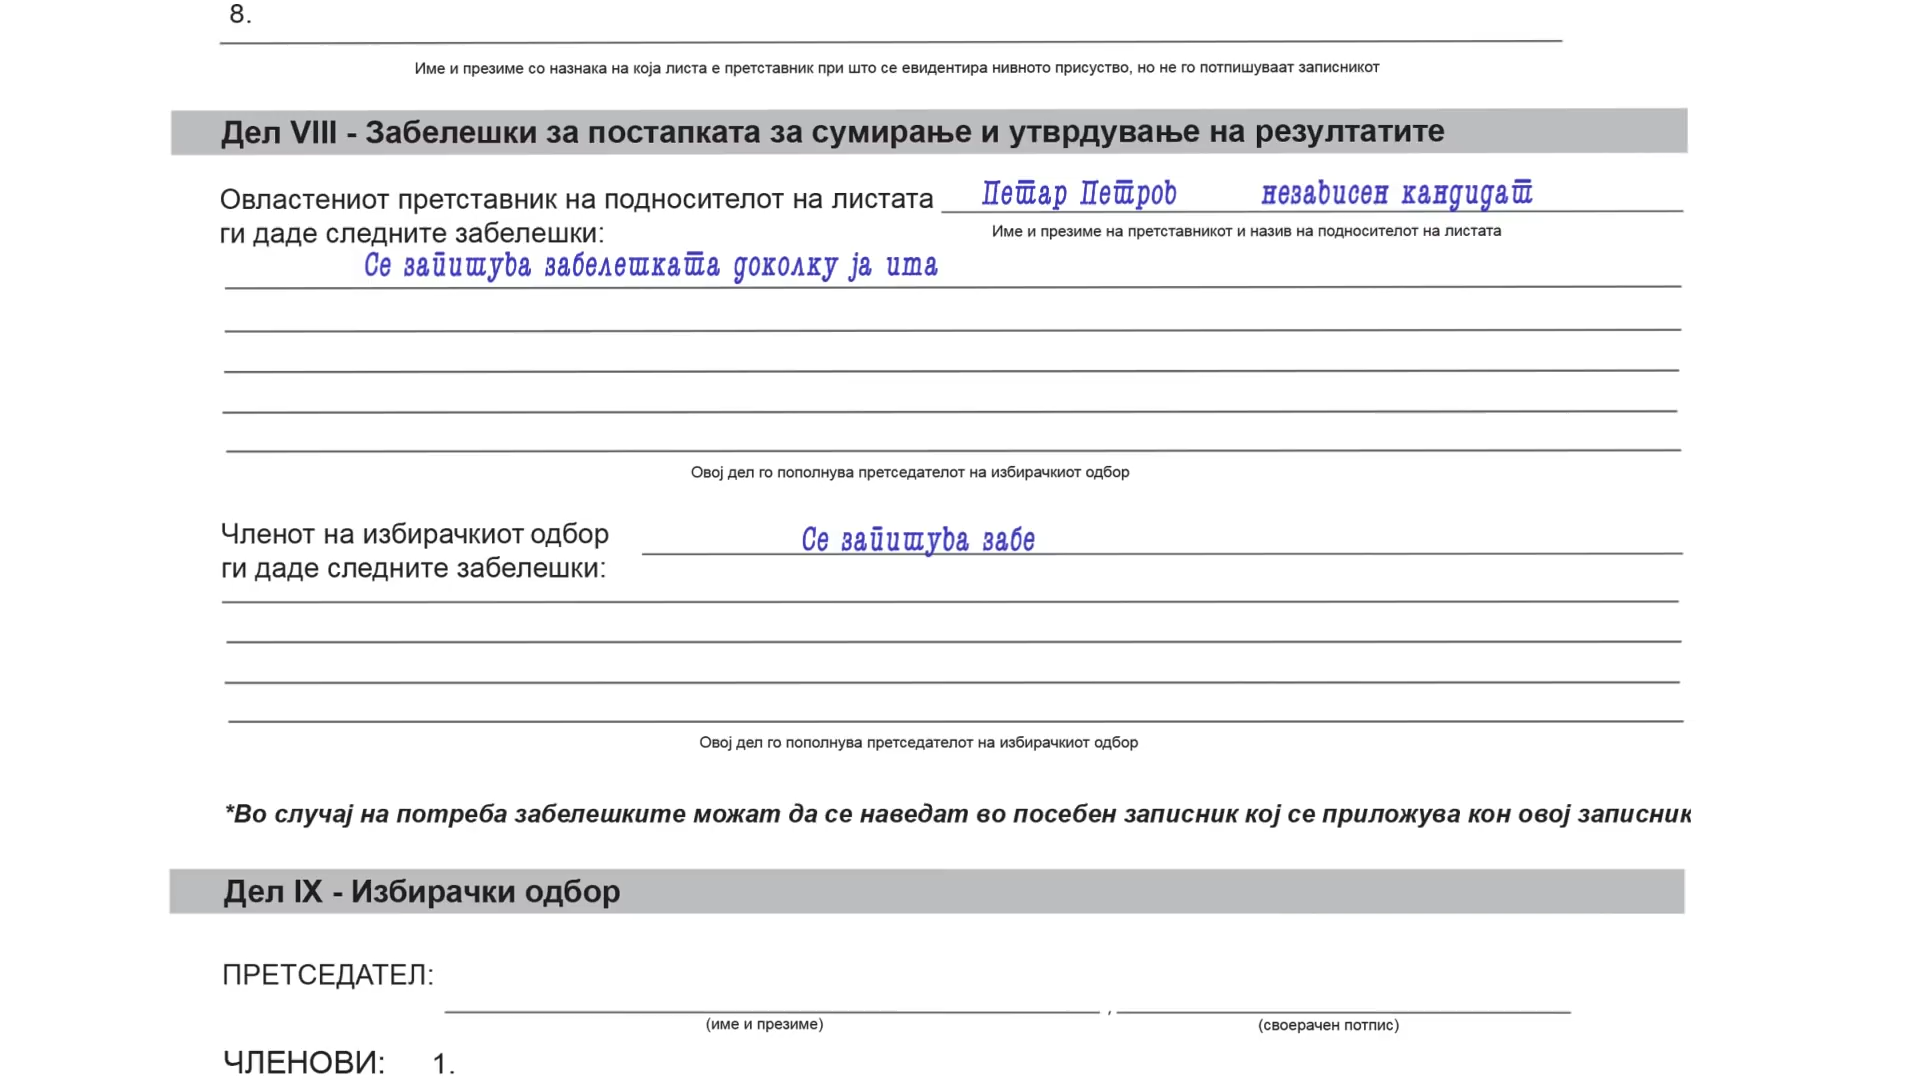 8.
Име и презиме со назнака на која листа е претставник при што се евидентира нивното присуство, но не го потпишуваат записникот
Дел VIII - Забелешки за постапката за сумирање и утврдување на резултатите
Овластениот претставник на подносителот на листата Петар Петров независен кандидат
ги даде следните забелешки: Име и презиме на претставникот и назив на подносителот на листата
Се запишува забелешката доколку ја има
Овој дел го пополнува претседателот на избирачкиот одбор
Членот на избирачкиот одбор Се запишува забе
ги даде следните забелешки:
Овој дел го пополнува претседателот на избирачкиот одбор
*Во случај на потреба забелешките можат да се наведат во посебен записник кој се приложува кон овој записник
Дел IX - Избирачки одбор
ПРЕТСЕДАТЕЛ:
,
(име и презиме) (своерачен потпис)
ЧЛЕНОВИ: 1.